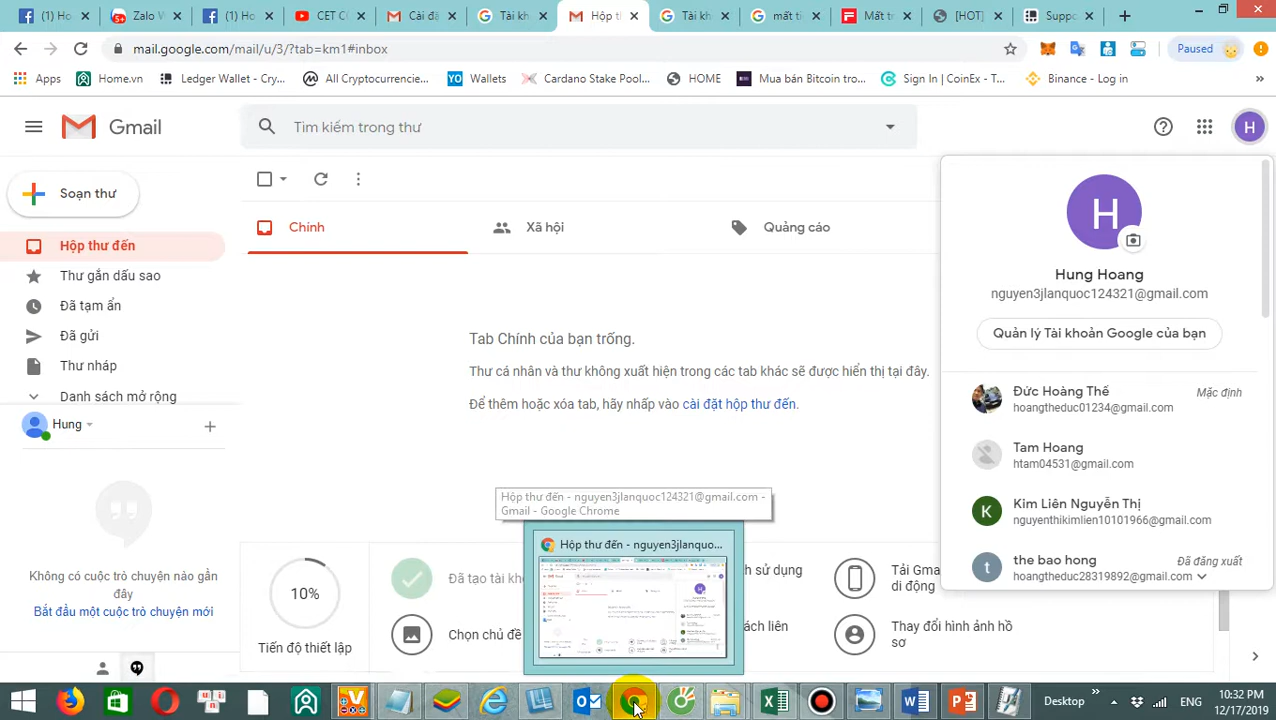 (3) F
(1) F
CET C
Cài đặ
Tài kh
Hộp t
Tài k
mất ti
Mất t
[HOT]
Suppo
mail.google.com/mail/u/3/?tab=km1#inbox
Paused
Apps
Home.vn
Ledger Wallet - Cry...
All Cryptocurrencie...
YO Wallets
Cardano Stake Pool...
HOME
Mua bán Bitcoin tro...
Sign In | CoinEx - T...
Binance - Log in
»
Gmail
Tìm kiếm trong thư
H
Soạn thư
Hộp thư đến
Thư gắn dấu sao
Đã tạm ẩn
Đã gửi
Thư nháp
Danh sách mở rộng
Hung
Không có cuộc trò chuyện nào gần
đây
Bắt đầu một cuộc trò chuyện mới
Chính
Xã hội
Quảng cáo
Tab Chính của bạn trống.
Thư cá nhân và thư không xuất hiện trong các tab khác sẽ được hiển thị tại đây.
Để thêm hoặc xóa tab, hãy nhấp vào cài đặt hộp thư đến.
H
Hung Hoang
nguyen3jlanquoc124321@gmail.com
Quản lý Tài khoản Google của bạn
Đức Hoàng Thế
Mặc định
hoangtheduc01234@gmail.com
Tam Hoang
htam04531@gmail.com
K
Kim Liên Nguyễn Thị
nguyenthikimlien10101966@gmail.com
t
the bao hong
Đã đăng xuất
hoangtheduc28319892@gmail.com
Hộp thư đến - nguyen3jlanquoc124321@gmail.com -
Gmail - Google Chrome
Hộp thư đến - nguyen3jlanquo...
10%
Tiến độ thiết lập
Đã tạo tài kh
Chọn chủ đề
h sử dụng
ách liên
Tải Gma
di động
Thay đổi hình ảnh hồ
sơ
Desktop
»
ENG
10:32 PM
12/17/2019